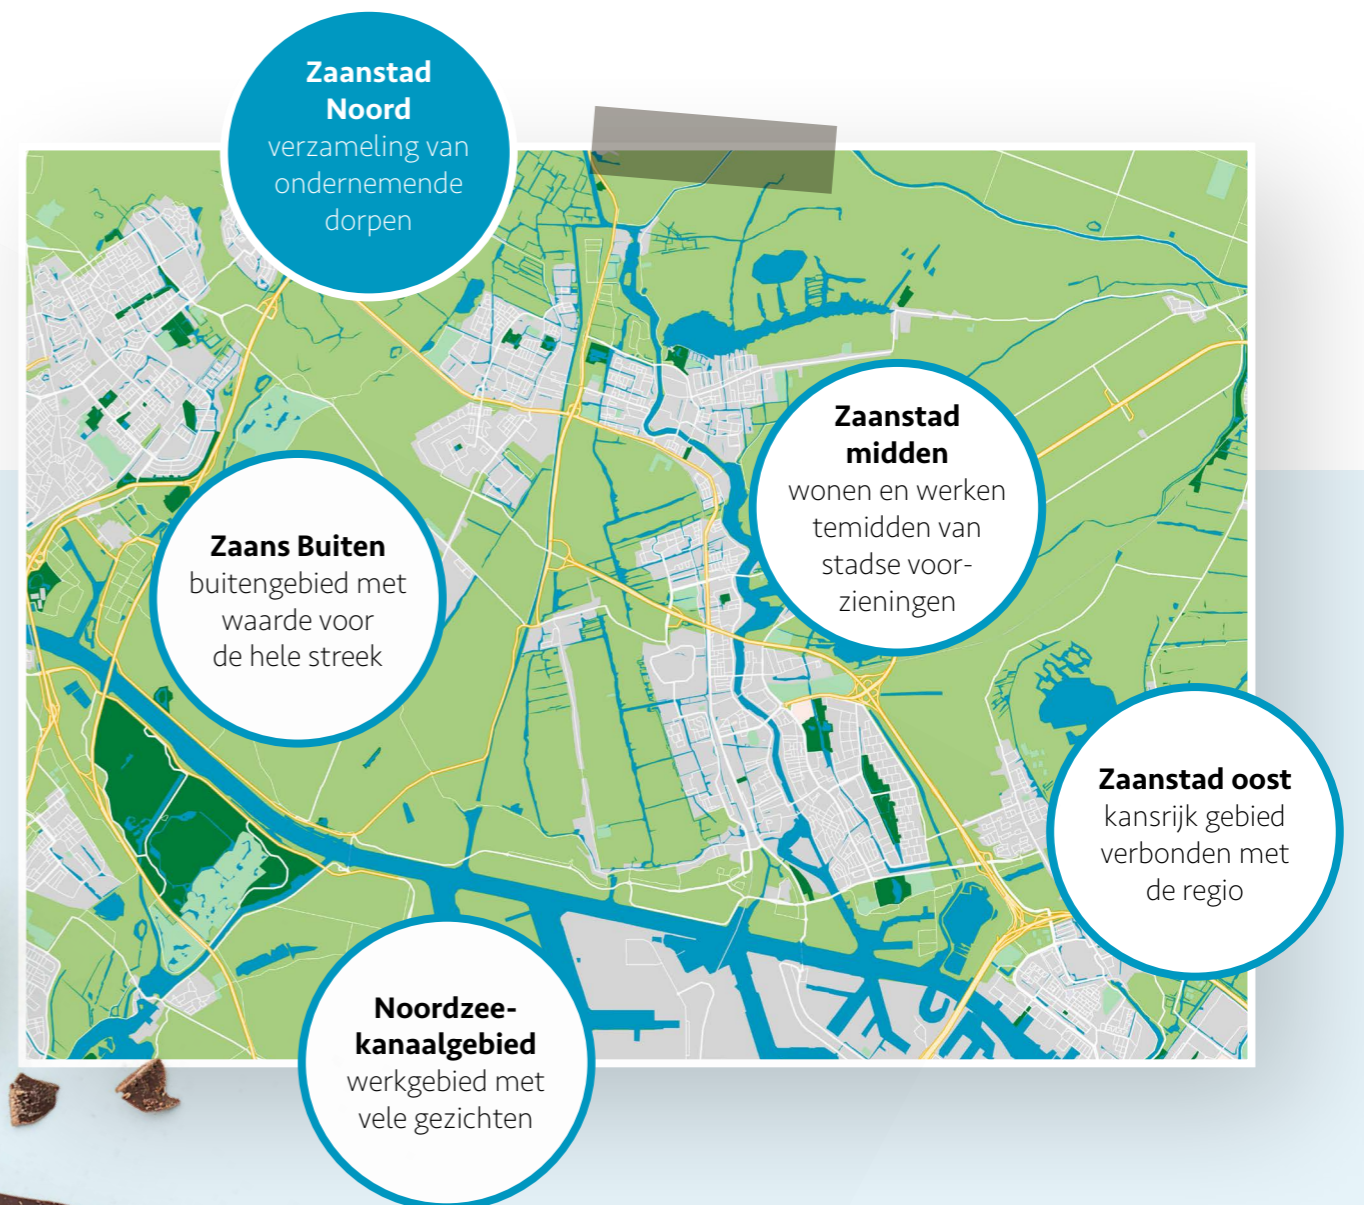 Zaanstad
Noord
verzameling van
ondernemende
dorpen
Zaanstad
midden
wonen en werken
temidden van
stadse voor-
zieningen
Zaans Buiten
buitengebied met
waarde voor
de hele streek
Zaanstad oost
kansrijk gebied
verbonden met
de regio
Noordzee-
kanaalgebied
werkgebied met
vele gezichten